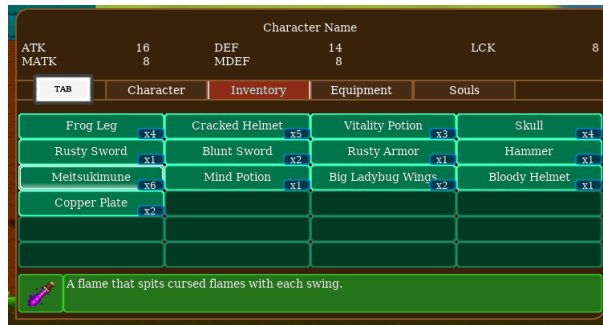 Character Name
ATK 16 DEF 14 LCK 8
MATK 8 MDEF 8
TAB Character Inventory Equipment Souls
Frog Leg x4 Cracked Helmet x5 Vitality Potion x3 Skull x4
Rusty Sword x1 Blunt Sword x2 Rusty Armor x1 Hammer x1
Meitsukimune x6 Mind Potion x1 Big Ladybug Wings x2 Bloody Helmet x1
Copper Plate x2
A flame that spits cursed flames with each swing.